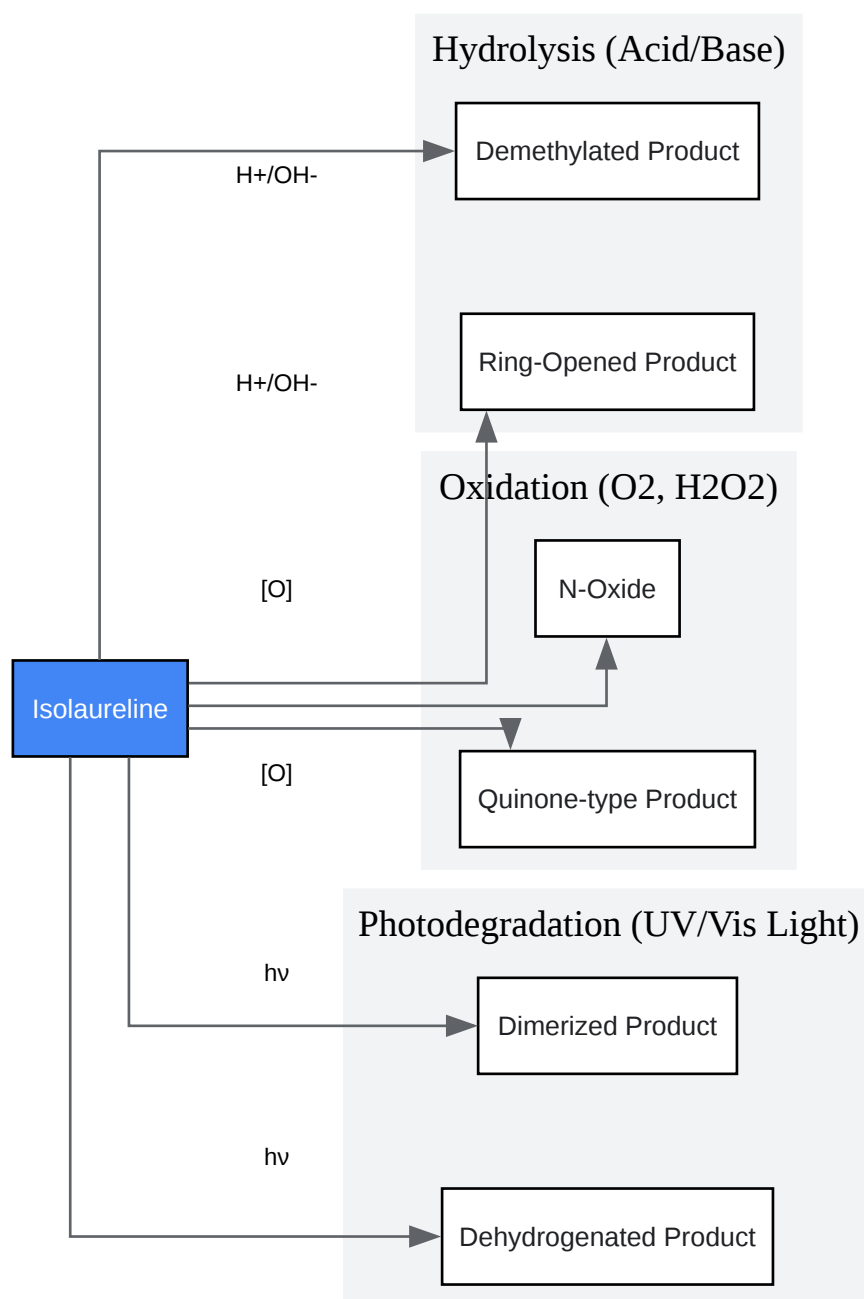 Hydrolysis (Acid/Base)
Demethylated Product
H+/OH-
Ring-Opened Product
H+/OH-
Oxidation (O2, H2O2)
[O]
N-Oxide
Isolaureline
[O]
Quinone-type Product
Photodegradation (UV/Vis Light)
hν
Dimerized Product
hν
Dehydrogenated Product